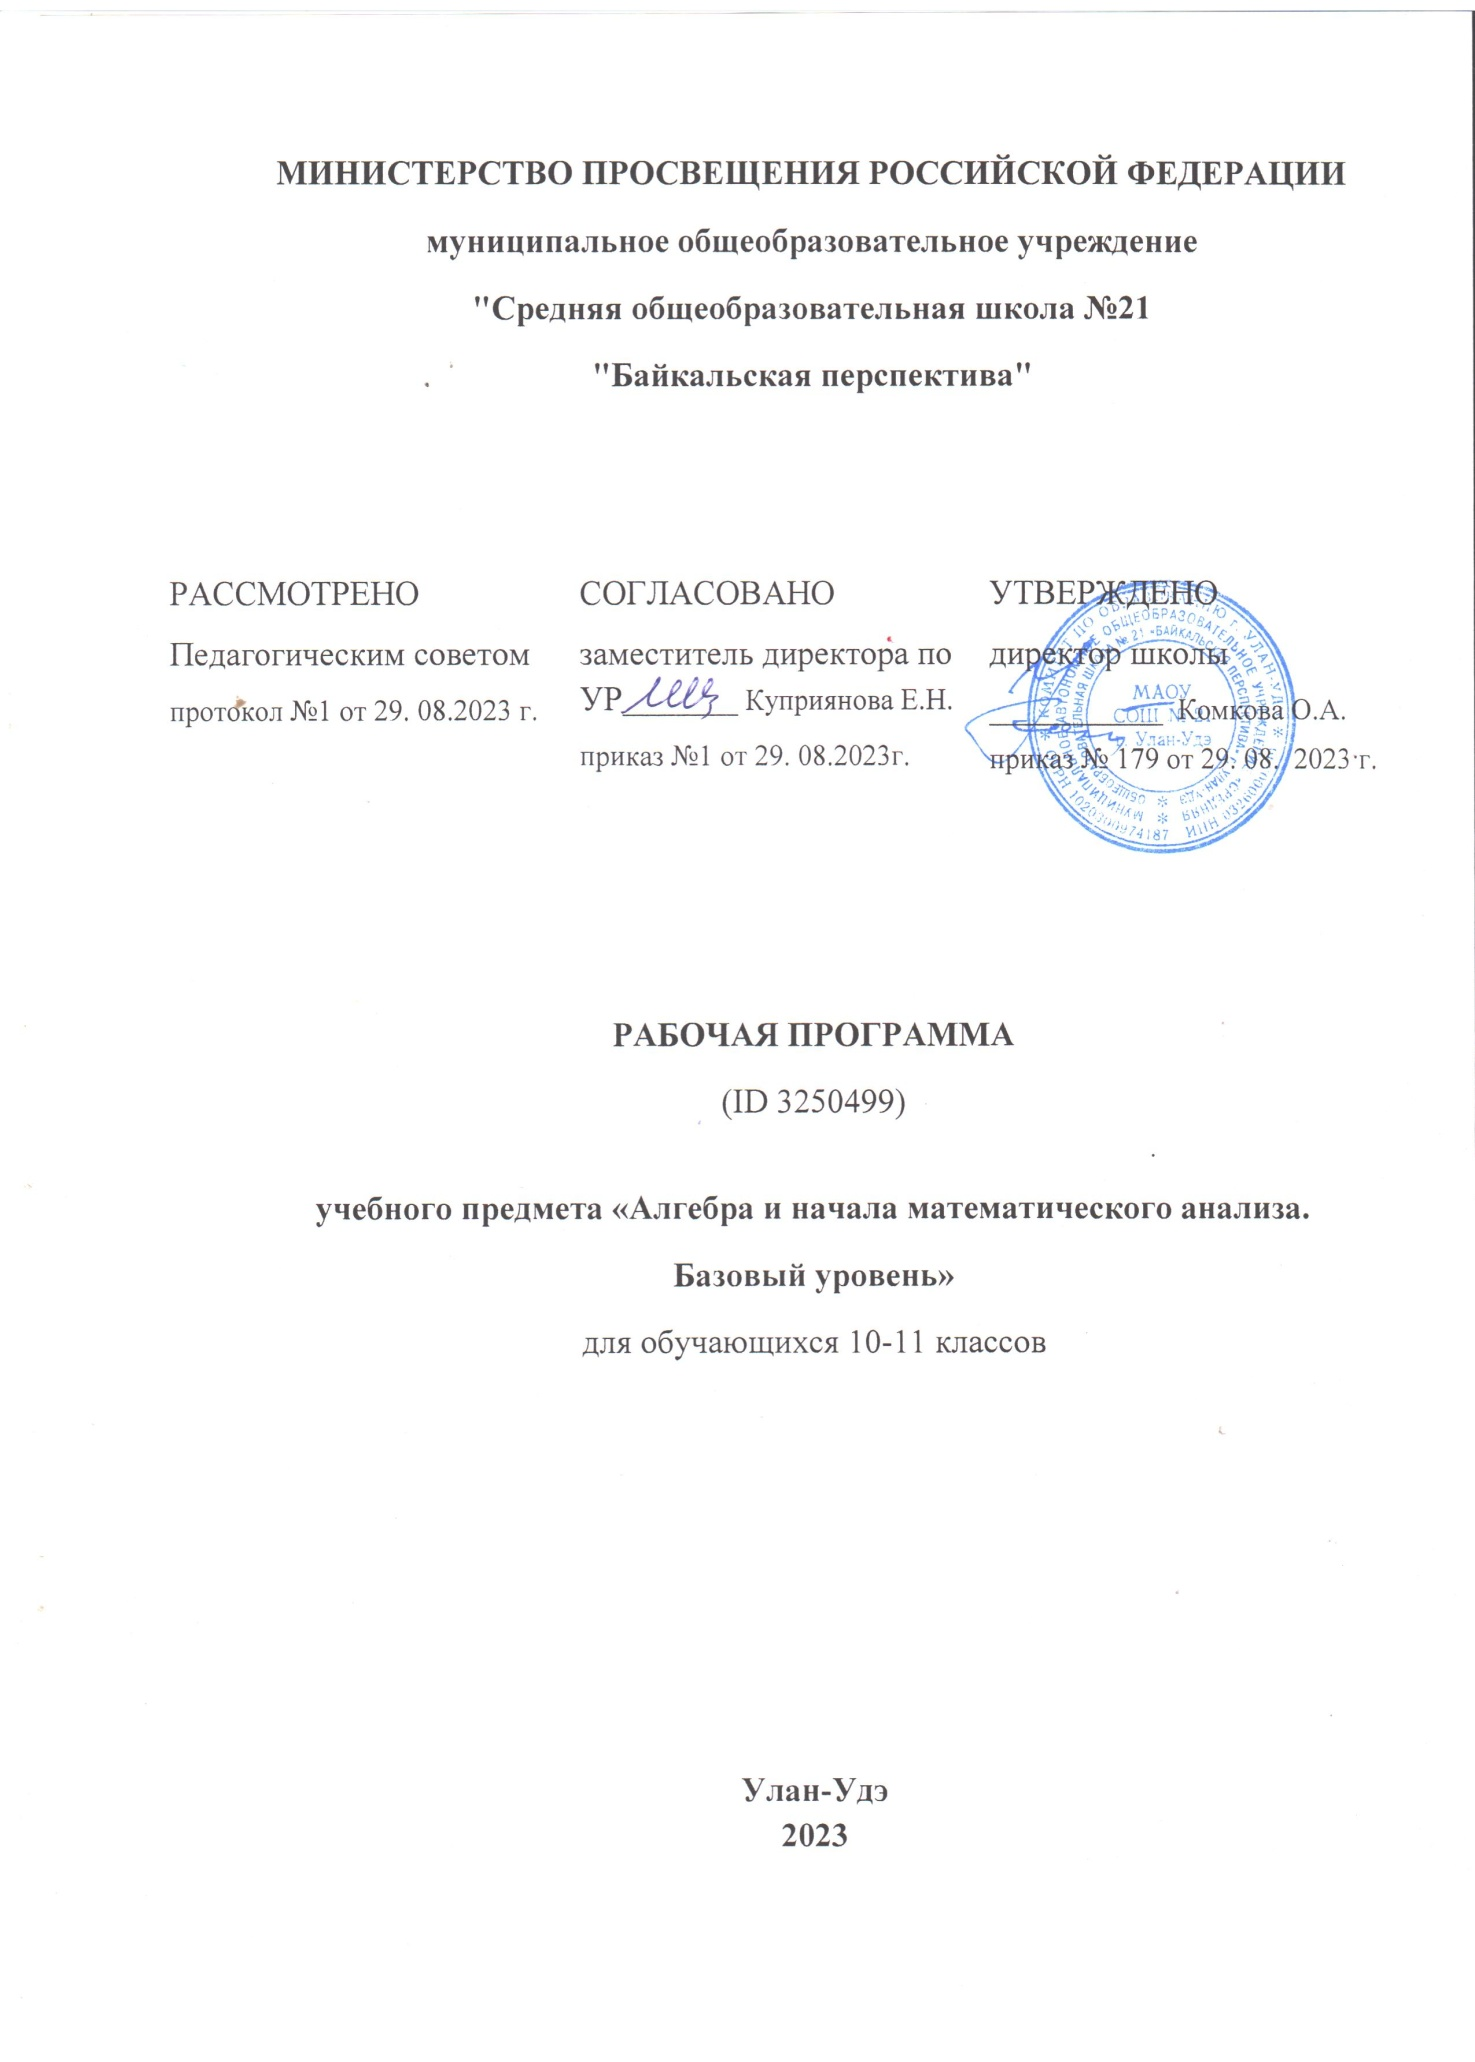 МИНИСТЕРСТВО ПРОСВЕЩЕНИЯ РОССИЙСКОЙ ФЕДЕРАЦИИ
муниципальное общеобразовательное учреждение
"Средняя общеобразовательная школа №21
"Байкальская перспектива"
РАССМОТРЕНО
Педагогическим советом
протокол №1 от 29. 08.2023 г.
СОГЛАСОВАНО
заместитель директора по
УР________ Куприянова Е.Н.
приказ №1 от 29. 08.2023г.
УТВЕРЖДЕНО
директор школы
____________ Комкова О.А.
приказ № 179 от 29. 08. 2023 г.
МАОУ
СОШ № 21
г. Улан-Удэ
РАБОЧАЯ ПРОГРАММА
(ID 3250499)
учебного предмета «Алгебра и начала математического анализа.
Базовый уровень»
для обучающихся 10-11 классов
Улан-Удэ
2023